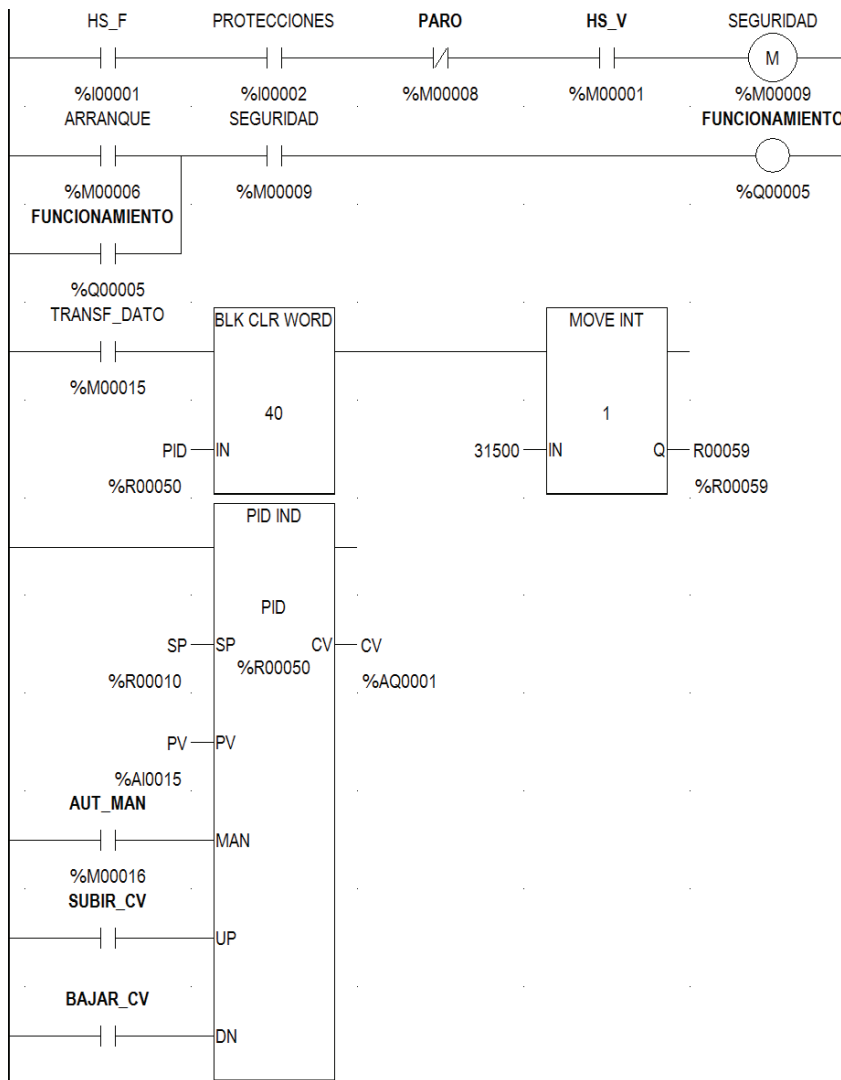 HS_F PROTECCIONES PARO HS_V SEGURIDAD
M
%I00001 %I00002 %M00008 %M00001 %M00009
ARRANQUE SEGURIDAD FUNCIONAMIENTO
%M00006 %M00009 %Q00005
FUNCIONAMIENTO
%Q00005
TRANSF_DATO BLK CLR WORD MOVE INT
%M00015
40 1
PID IN 31500 IN Q R00059
%R00050 %R00059
PID IND
PID
SP SP CV CV
%R00010 %R00050 %AQ0001
PV PV
%AI0015
AUT_MAN
MAN
%M00016
SUBIR_CV
UP
BAJAR_CV
DN